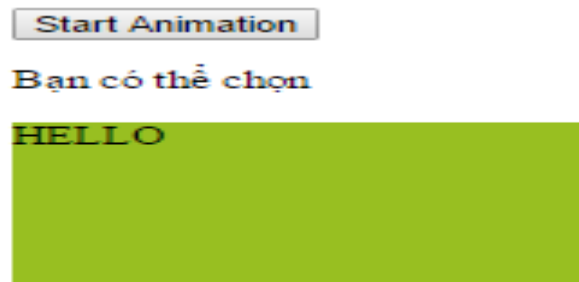 Start Animation
Bạn có thể chọn
HELLO